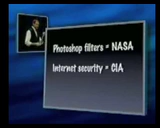 Photoshop filters = NASA
Internet security = CIA